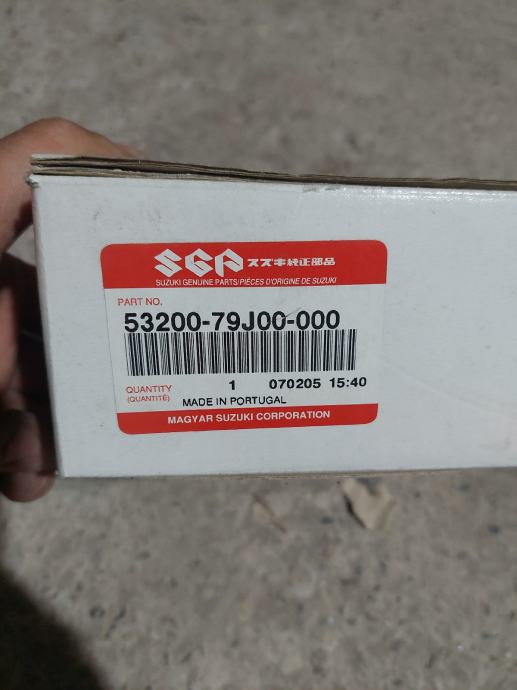 SGP スズキ純正部品
SUZUKI GENUINE PARTS/PIÈCES D'ORIGINE DE SUZUKI
PART NO.
53200-79J00-000
QUANTITY 1 070205 15:40
(QUANTITÉ) MADE IN PORTUGAL
MAGYAR SUZUKI CORPORATION